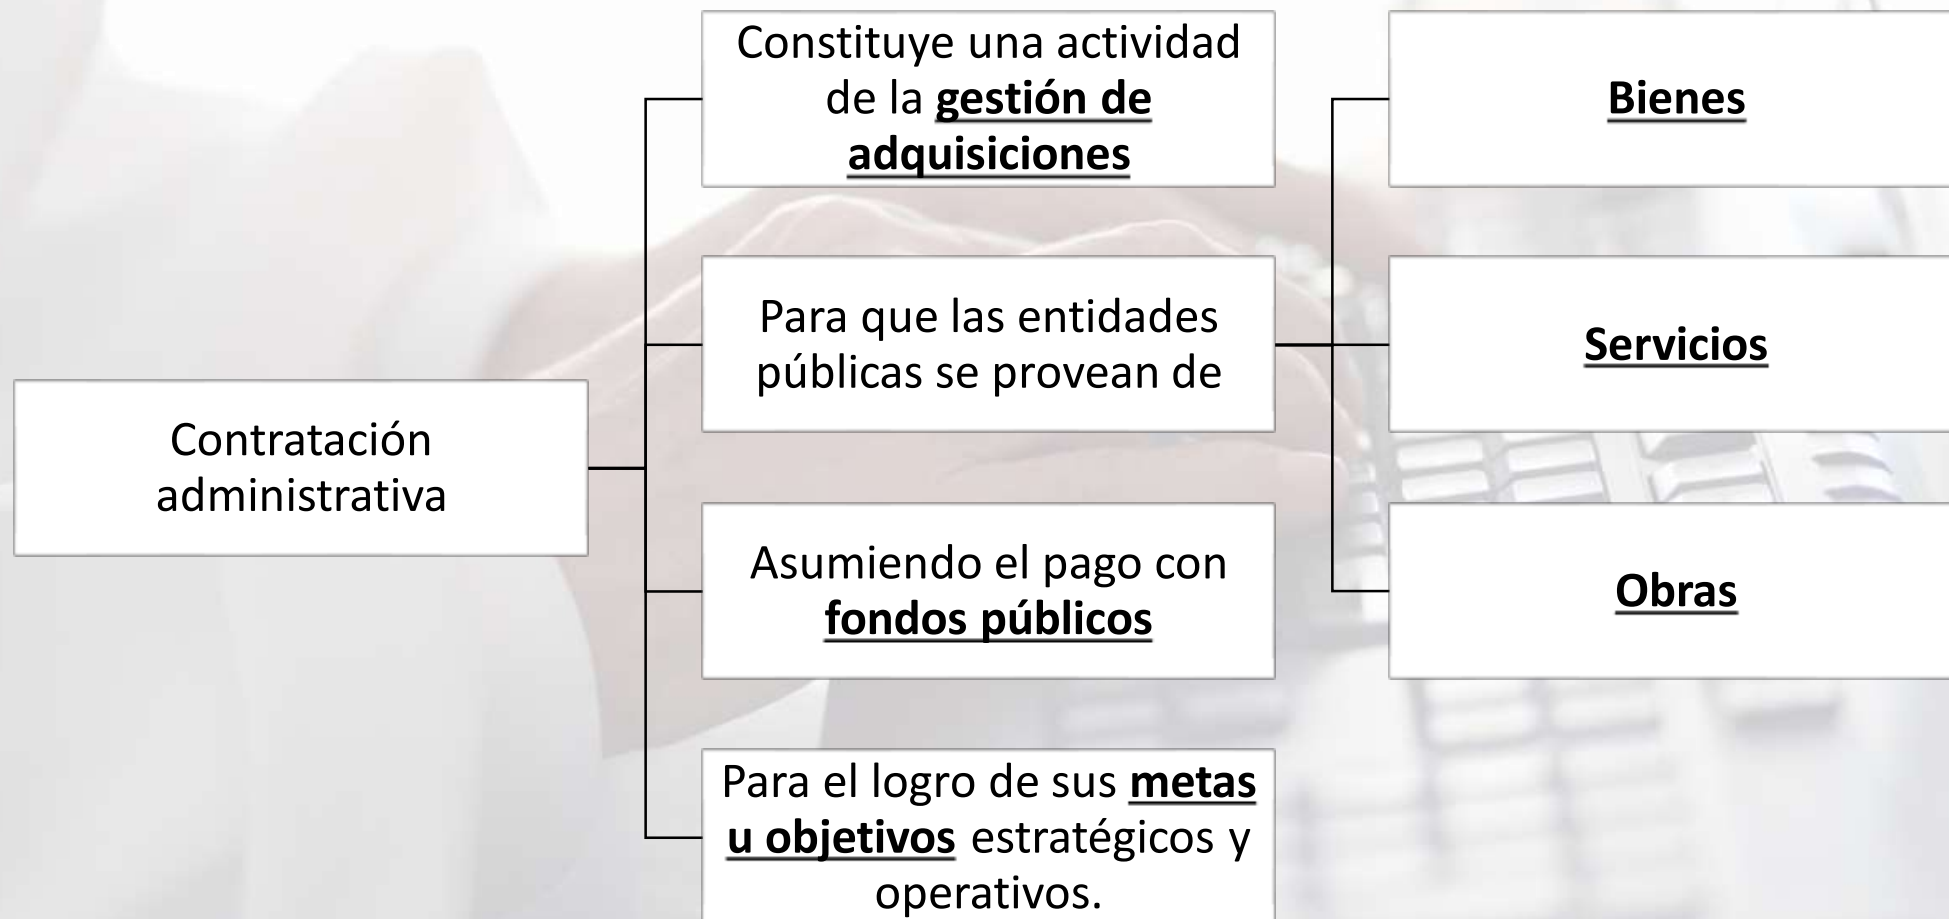 Contratación
administrativa
Constituye una actividad
de la gestión de
adquisiciones
Para que las entidades
públicas se provean de
Bienes
Servicios
Obras
Asumiendo el pago con
fondos públicos
Para el logro de sus metas
u objetivos estratégicos y
operativos.